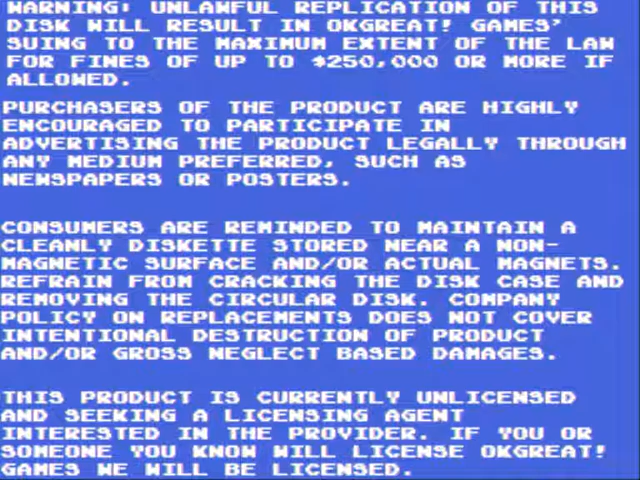 WARNING: UNLAWFUL REPLICATION OF THIS
DISK WILL RESULT IN OKGREAT! GAMES'
SUING TO THE MAXIMUM EXTENT OF THE LAW
FOR FINES OF UP TO $250,000 OR MORE IF
ALLOWED.
PURCHASERS OF THE PRODUCT ARE HIGHLY
ENCOURAGED TO PARTICIPATE IN
ADVERTISING THE PRODUCT LEGALLY THROUGH
ANY MEDIUM PREFERRED, SUCH AS
NEWSPAPERS OR POSTERS.
CONSUMERS ARE REMINDED TO MAINTAIN A
CLEANLY DISKETTE STORED NEAR A NON-
MAGNETIC SURFACE AND/OR ACTUAL MAGNETS.
REFRAIN FROM CRACKING THE DISK CASE AND
REMOVING THE CIRCULAR DISK. COMPANY
POLICY ON REPLACEMENTS DOES NOT COVER
INTENTIONAL DESTRUCTION OF PRODUCT
AND/OR GROSS NEGLECT BASED DAMAGES.
THIS PRODUCT IS CURRENTLY UNLICENSED
AND SEEKING A LICENSING AGENT
INTERESTED IN THE PROVIDER. IF YOU OR
SOMEONE YOU KNOW WILL LICENSE OKGREAT!
GAMES WE WILL BE LICENSED.